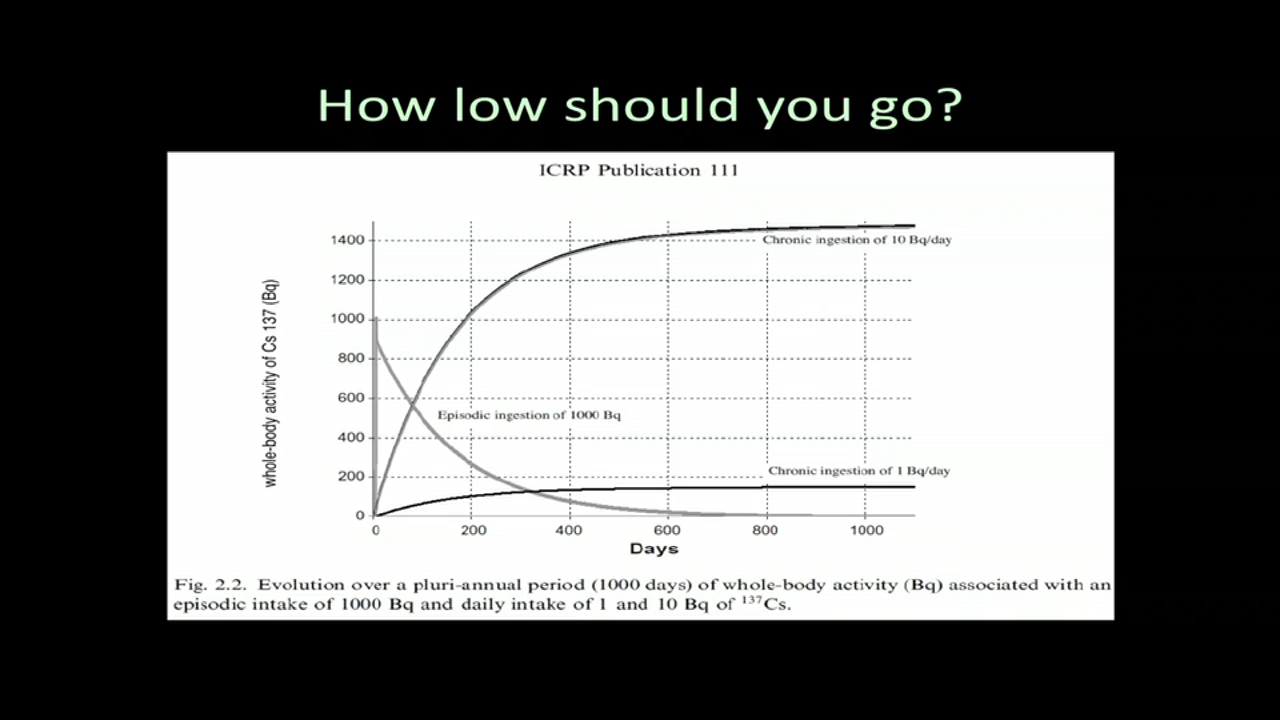 How low should you go?
ICRP Publication 111
whole-body activity of Cs 137 (Bq)
1400
1200
1000
800
600
400
200
0
Chronic ingestion of 10 Bq/day
Episodic ingestion of 1000 Bq
Chronic ingestion of 1 Bq/day
0 200 400 600 800 1000
Days
Fig. 2.2. Evolution over a pluri-annual period (1000 days) of whole-body activity (Bq) associated with an
episodic intake of 1000 Bq and daily intake of 1 and 10 Bq of ¹³⁷Cs.